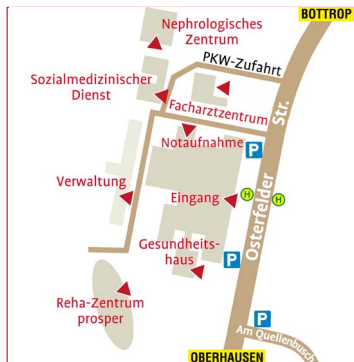 BOTTROP
Nephrologisches
Zentrum
PKW-Zufahrt
Sozialmedizinischer
Dienst
Facharztzentrum
Notaufnahme
P
Verwaltung
Eingang
H
H
Osterfelder Str.
Gesundheits-
haus
P
Reha-Zentrum
prosper
P
Am Quellenbusch
OBERHAUSEN